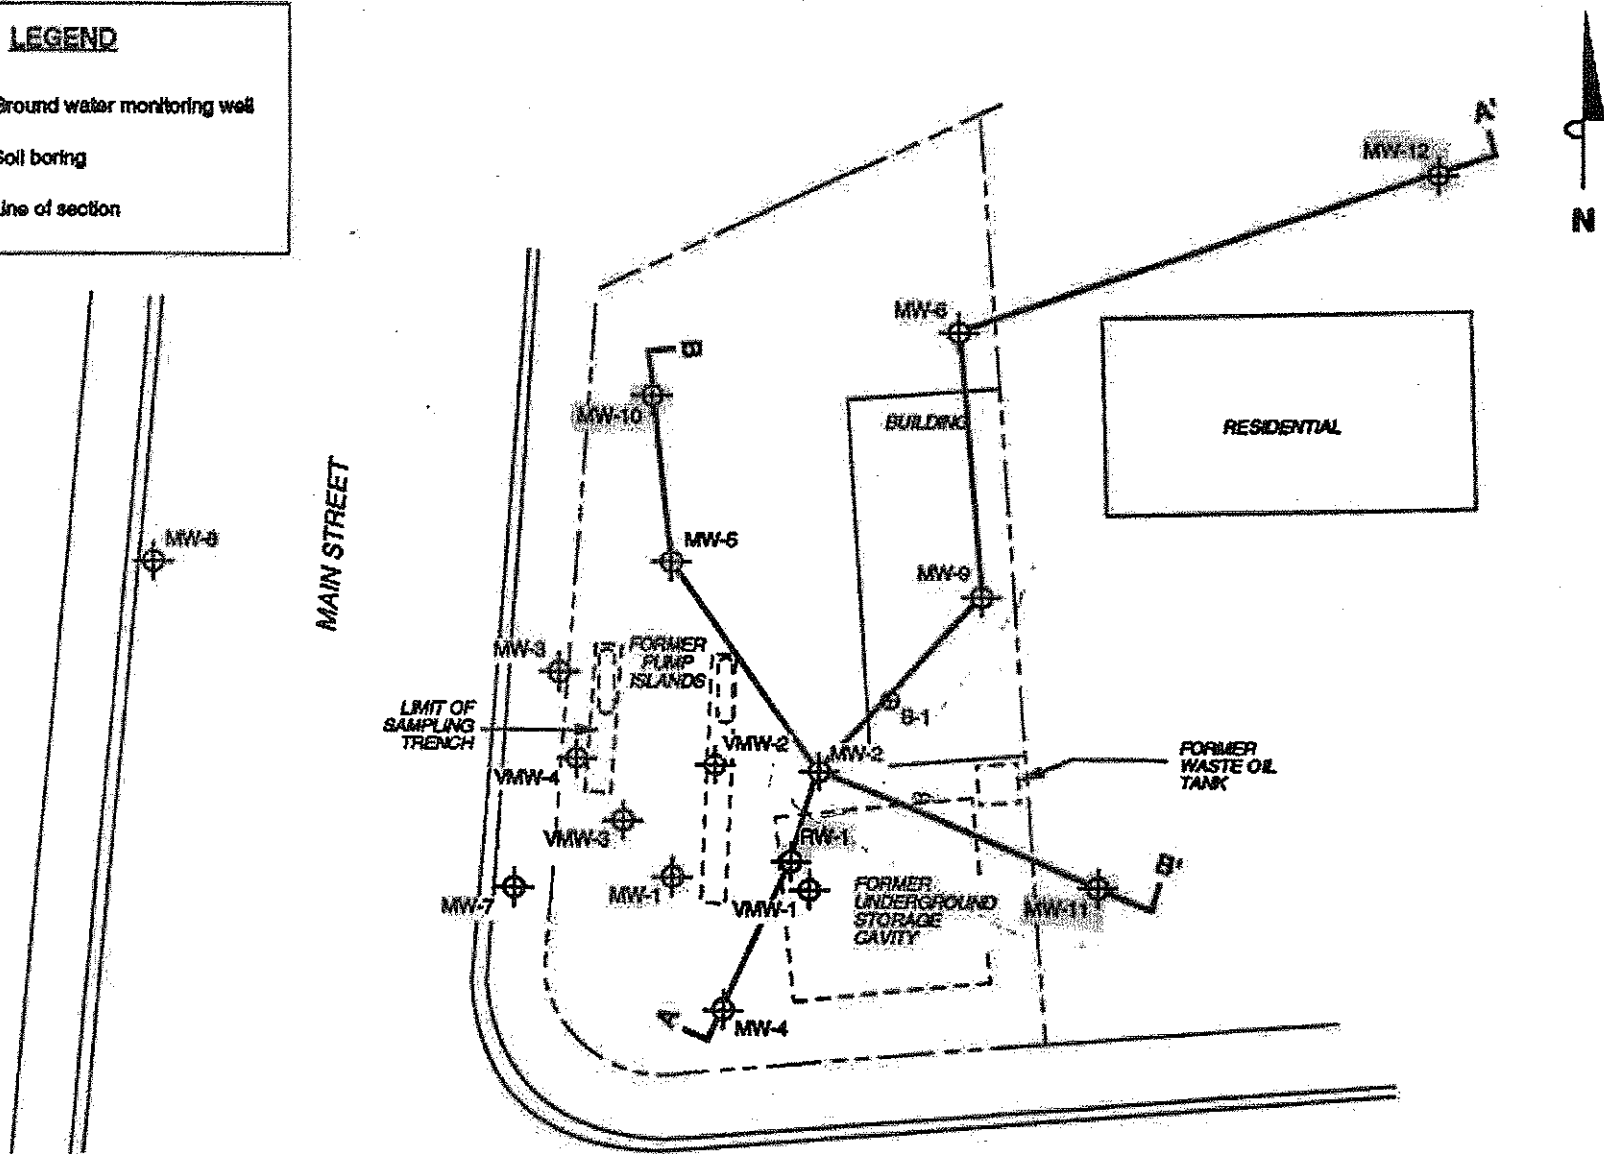 LEGEND
Ground water monitoring well
Soil boring
Line of section
A'
MW-12
N
MW-6
B
MW-10
BUILDING
RESIDENTIAL
MAIN STREET
MW-8
MW-5
MW-9
MW-3
FORMER
PUMP
ISLANDS
LIMIT OF
SAMPLING
TRENCH
B-1
VMW-2
MW-2
VMW-4
FORMER
WASTE OIL
TANK
VMW-3
RW-1
MW-1
MW-7
VMW-1
FORMER
UNDERGROUND
STORAGE
CAVITY
B'
MW-11
A
MW-4